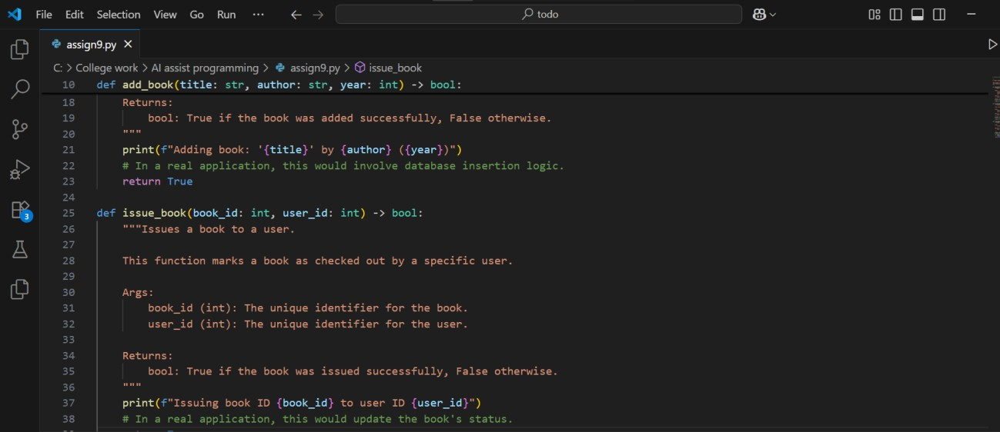 File Edit Selection View Go Run ··· todo
assign9.py
C: > College work > AI assist programming > assign9.py > issue_book
10 def add_book(title: str, author: str, year: int) -> bool:
18 Returns:
19 bool: True if the book was added successfully, False otherwise.
20 """
21 print(f"Adding book: '{title}' by {author} ({year})")
22 # In a real application, this would involve database insertion logic.
23 return True
24
25 def issue_book(book_id: int, user_id: int) -> bool:
26 """Issues a book to a user.
27
28 This function marks a book as checked out by a specific user.
29
30 Args:
31 book_id (int): The unique identifier for the book.
32 user_id (int): The unique identifier for the user.
33
34 Returns:
35 bool: True if the book was issued successfully, False otherwise.
36 """
37 print(f"Issuing book ID {book_id} to user ID {user_id}")
38 # In a real application, this would update the book's status.
3